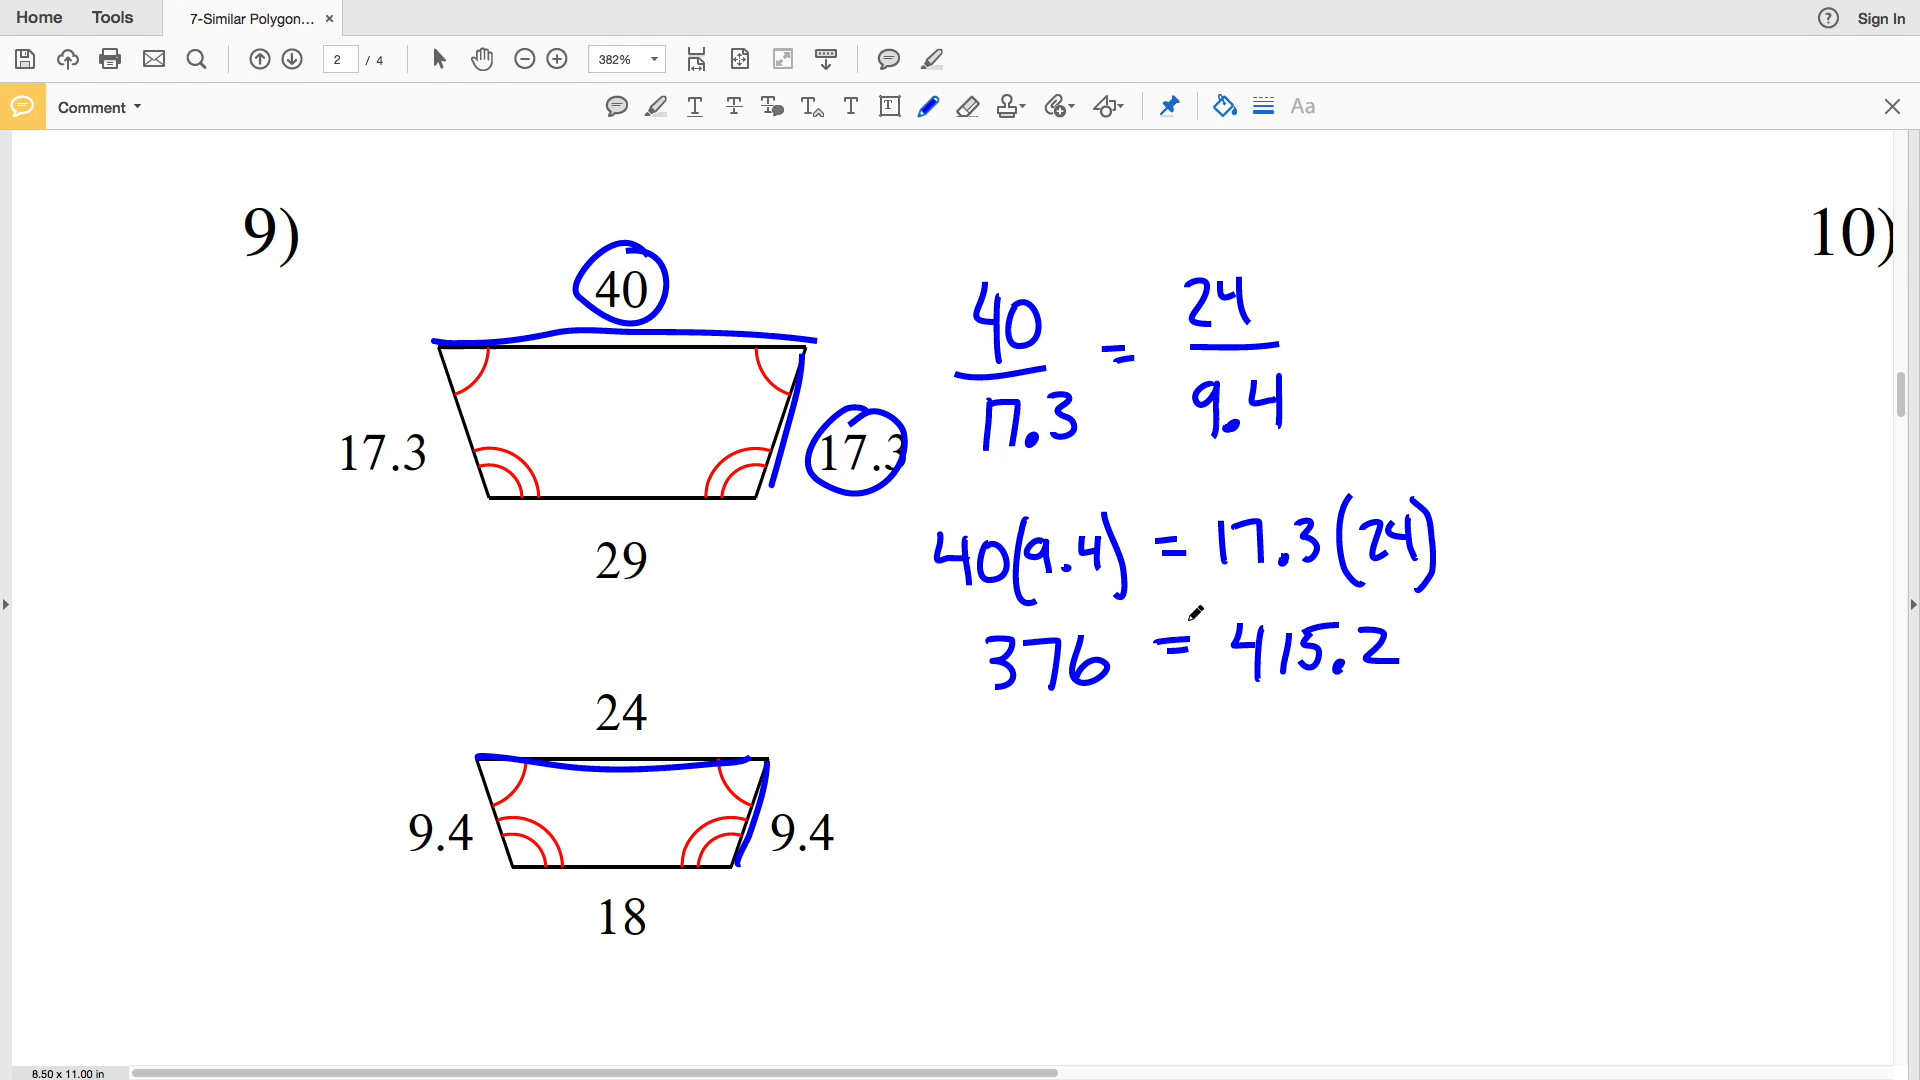 Home Tools 7-Similar Polygon... × ? Sign In
2 / 4 382%
Comment T T T T T T Aa
9) 10)
40
17.3 17.3
29
24
9.4 9.4
18
40/17.3 = 24/9.4
40(9.4) = 17.3(24)
376 = 415.2
8.50 x 11.00 in